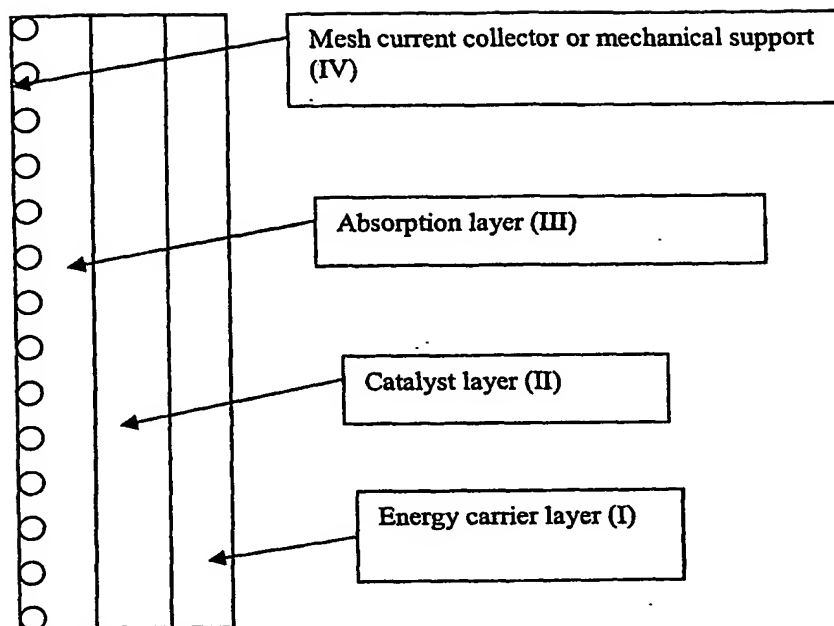 Mesh current collector or mechanical support
(IV)
Absorption layer (III)
Catalyst layer (II)
Energy carrier layer (I)